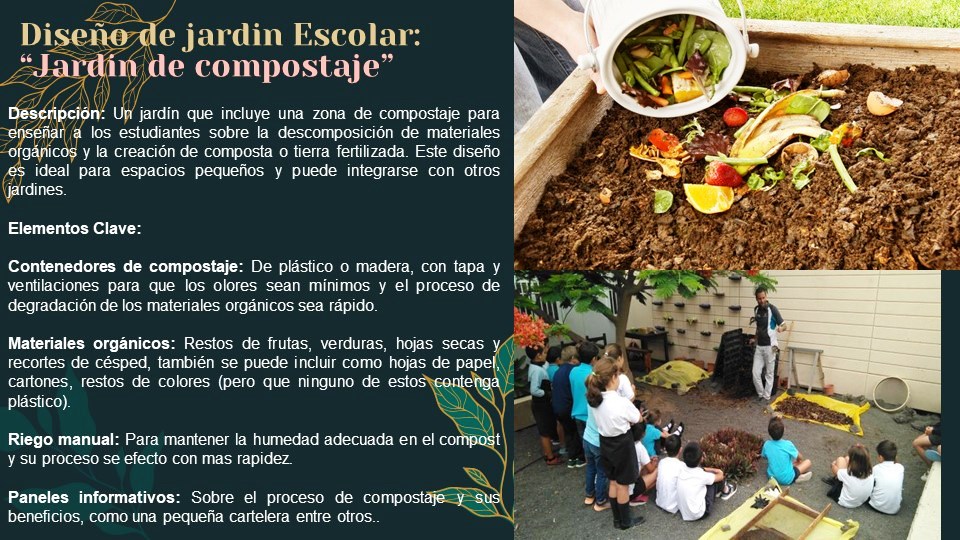 Diseño de jardin Escolar:
“Jardín de compostaje”
Descripción: Un jardín que incluye una zona de compostaje para
enseñar a los estudiantes sobre la descomposición de materiales
orgánicos y la creación de composta o tierra fertilizada. Este diseño
es ideal para espacios pequeños y puede integrarse con otros
jardines.
Elementos Clave:
Contenedores de compostaje: De plástico o madera, con tapa y
ventilaciones para que los olores sean mínimos y el proceso de
degradación de los materiales orgánicos sea rápido.
Materiales orgánicos: Restos de frutas, verduras, hojas secas y
recortes de césped, también se puede incluir como hojas de papel,
cartones, restos de colores (pero que ninguno de estos contenga
plástico).
Riego manual: Para mantener la humedad adecuada en el compost
y su proceso se efecto con mas rapidez.
Paneles informativos: Sobre el proceso de compostaje y sus
beneficios, como una pequeña cartelera entre otros..